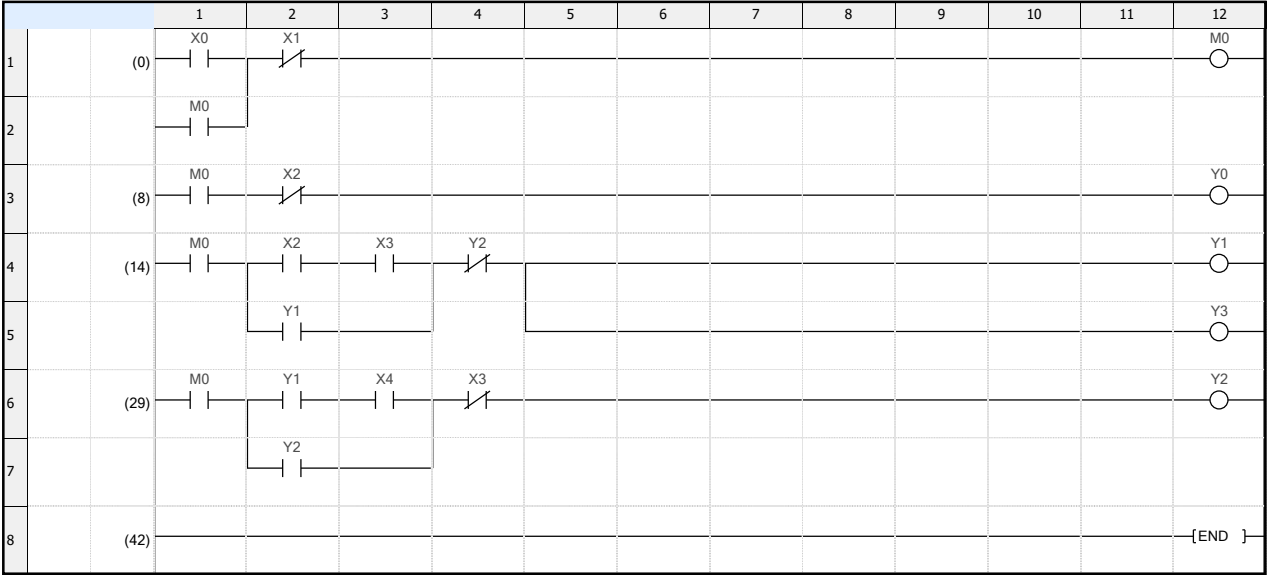 1 2 3 4 5 6 7 8 9 10 11 12
X0 X1 M0
1 (0)
M0
2
M0 X2 Y0
3 (8)
M0 X2 X3 Y2 Y1
4 (14)
Y1 Y3
5
M0 Y1 X4 X3 Y2
6 (29)
Y2
7
8 (42) [END ]